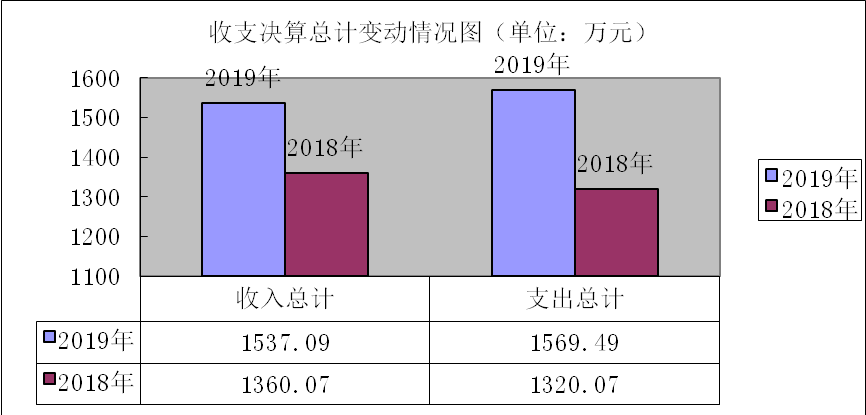 收支决算总计变动情况图（单位：万元）
2019年
2019年
1600
1500
2018年
2018年
1400
1300
1200
1100
2019年
2018年
收入总计 支出总计
2019年 1537.09 1569.49
2018年 1360.07 1320.07